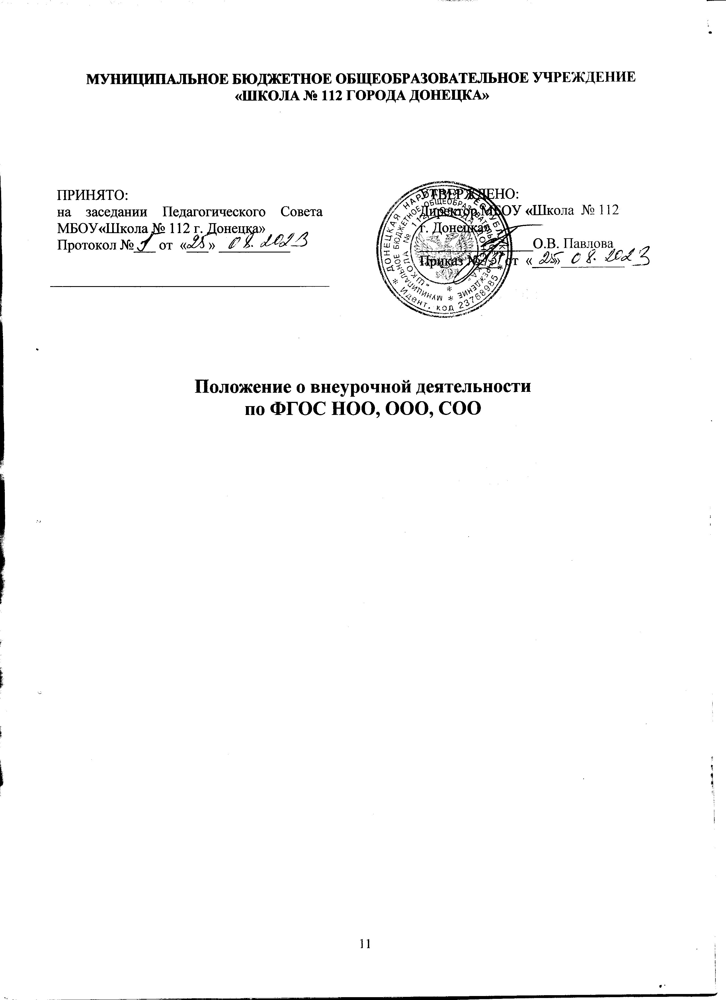 МУНИЦИПАЛЬНОЕ БЮДЖЕТНОЕ ОБЩЕОБРАЗОВАТЕЛЬНОЕ УЧРЕЖДЕНИЕ
«ШКОЛА № 112 ГОРОДА ДОНЕЦКА»
ПРИНЯТО:
на заседании Педагогического Совета
МБОУ«Школа № 112 г. Донецка»
Протокол № 1 от «25» 08. 2023
УТВЕРЖДЕНО:
Директор МБОУ «Школа № 112
г. Донецка»
О.В. Павлова
Приказ № от «25» 08. 2023
* ДОНЕЦКАЯ НАРОДНАЯ РЕСПУБЛИКА *
Идент. код 23768985
* МУНИЦИПАЛЬНОЕ БЮДЖЕТНОЕ ОБЩЕОБРАЗОВАТЕЛЬНОЕ УЧРЕЖДЕНИЕ
* "ШКОЛА № 112 ГОРОДА ДОНЕЦКА"
Положение о внеурочной деятельности
по ФГОС НОО, ООО, СОО
11